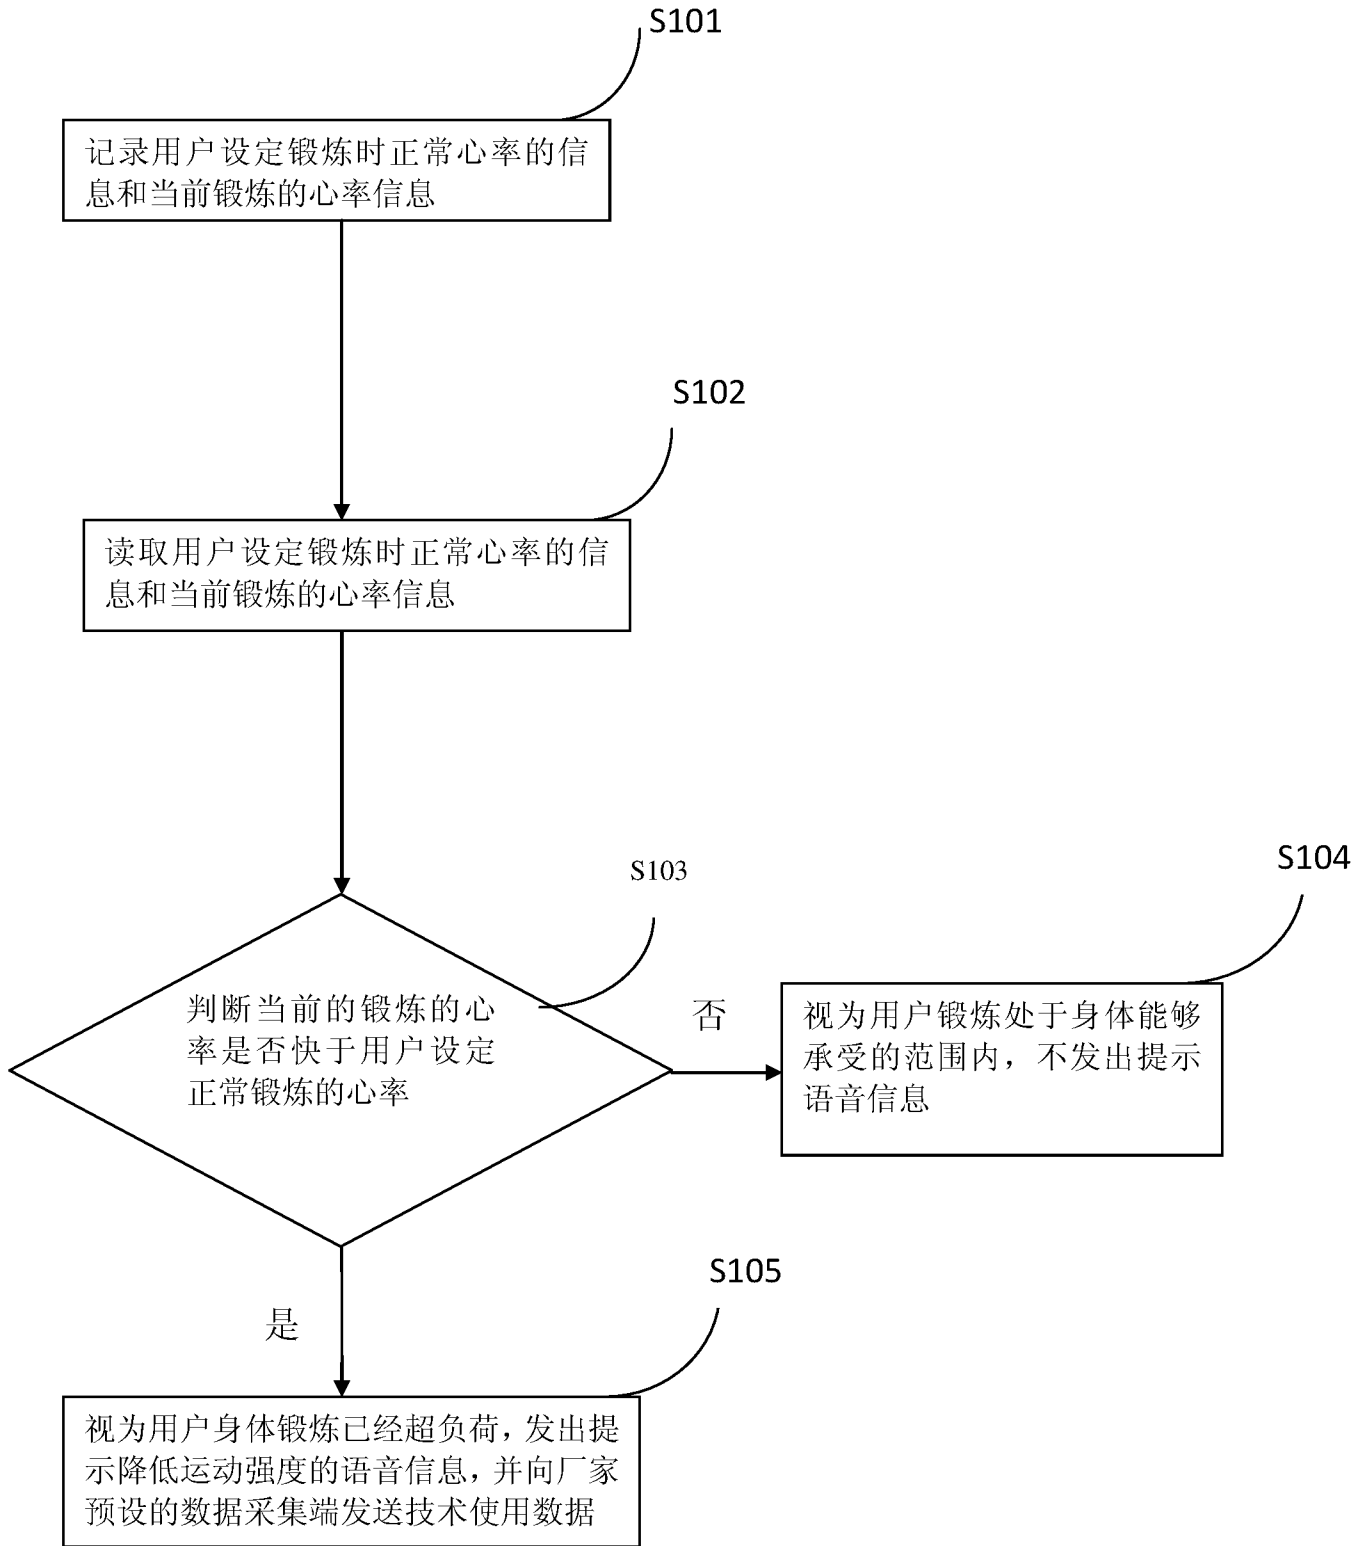 S101
记录用户设定锻炼时正常心率的信
息和当前锻炼的心率信息
S102
读取用户设定锻炼时正常心率的信
息和当前锻炼的心率信息
S103
判断当前的锻炼的心
率是否快于用户设定
正常锻炼的心率
否
S104
视为用户锻炼处于身体能够
承受的范围内，不发出提示
语音信息
是
S105
视为用户身体锻炼已经超负荷，发出提
示降低运动强度的语音信息，并向厂家
预设的数据采集端发送技术使用数据